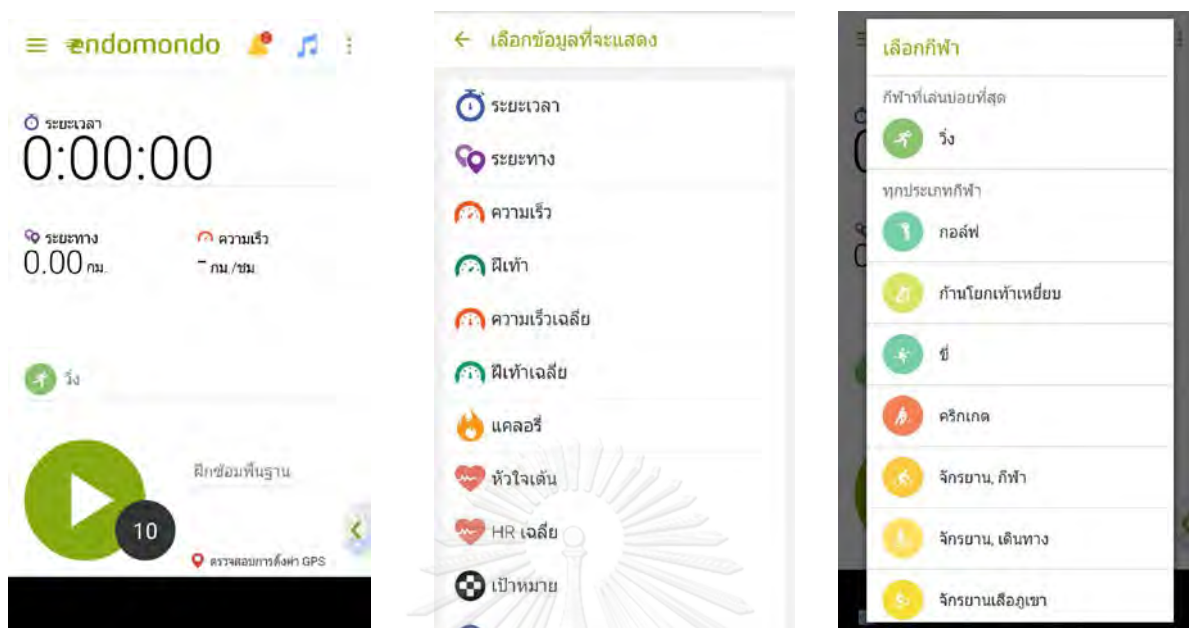 endomondo
ระยะเวลา
0:00:00
ระยะทาง
ความเร็ว
0.00 กม.
- กม./ชม
วิ่ง
ฝึกซ้อมพื้นฐาน
10
ตรวจสอบการตั้งค่า GPS
เลือกข้อมูลที่จะแสดง
ระยะเวลา
ระยะทาง
ความเร็ว
ฝีเท้า
ความเร็วเฉลี่ย
ฝีเท้าเฉลี่ย
แคลอรี่
หัวใจเต้น
HR เฉลี่ย
เป้าหมาย
เลือกกีฬา
กีฬาที่เล่นบ่อยที่สุด
วิ่ง
ทุกประเภทกีฬา
กอล์ฟ
ก้านโยกเท้าเหยียบ
ขี่
คริกเกต
จักรยาน, กีฬา
จักรยาน, เดินทาง
จักรยานเสือภูเขา